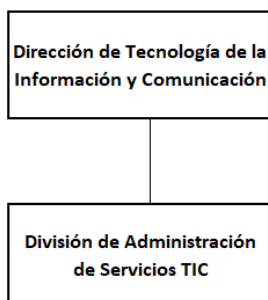 Dirección de Tecnología de la
Información y Comunicación
División de Administración
de Servicios TIC